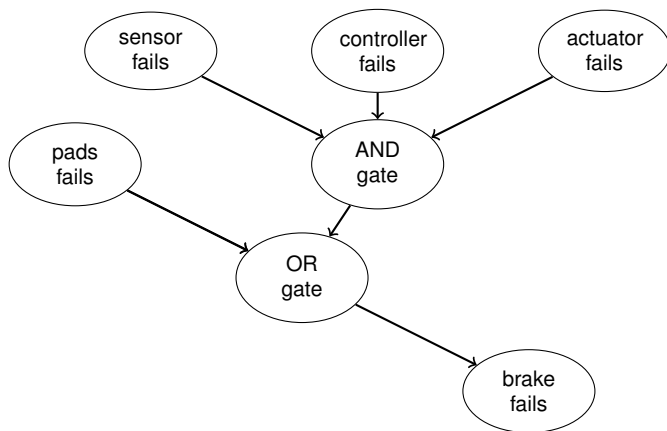 sensor
fails
controller
fails
actuator
fails
pads
fails
AND
gate
OR
gate
brake
fails